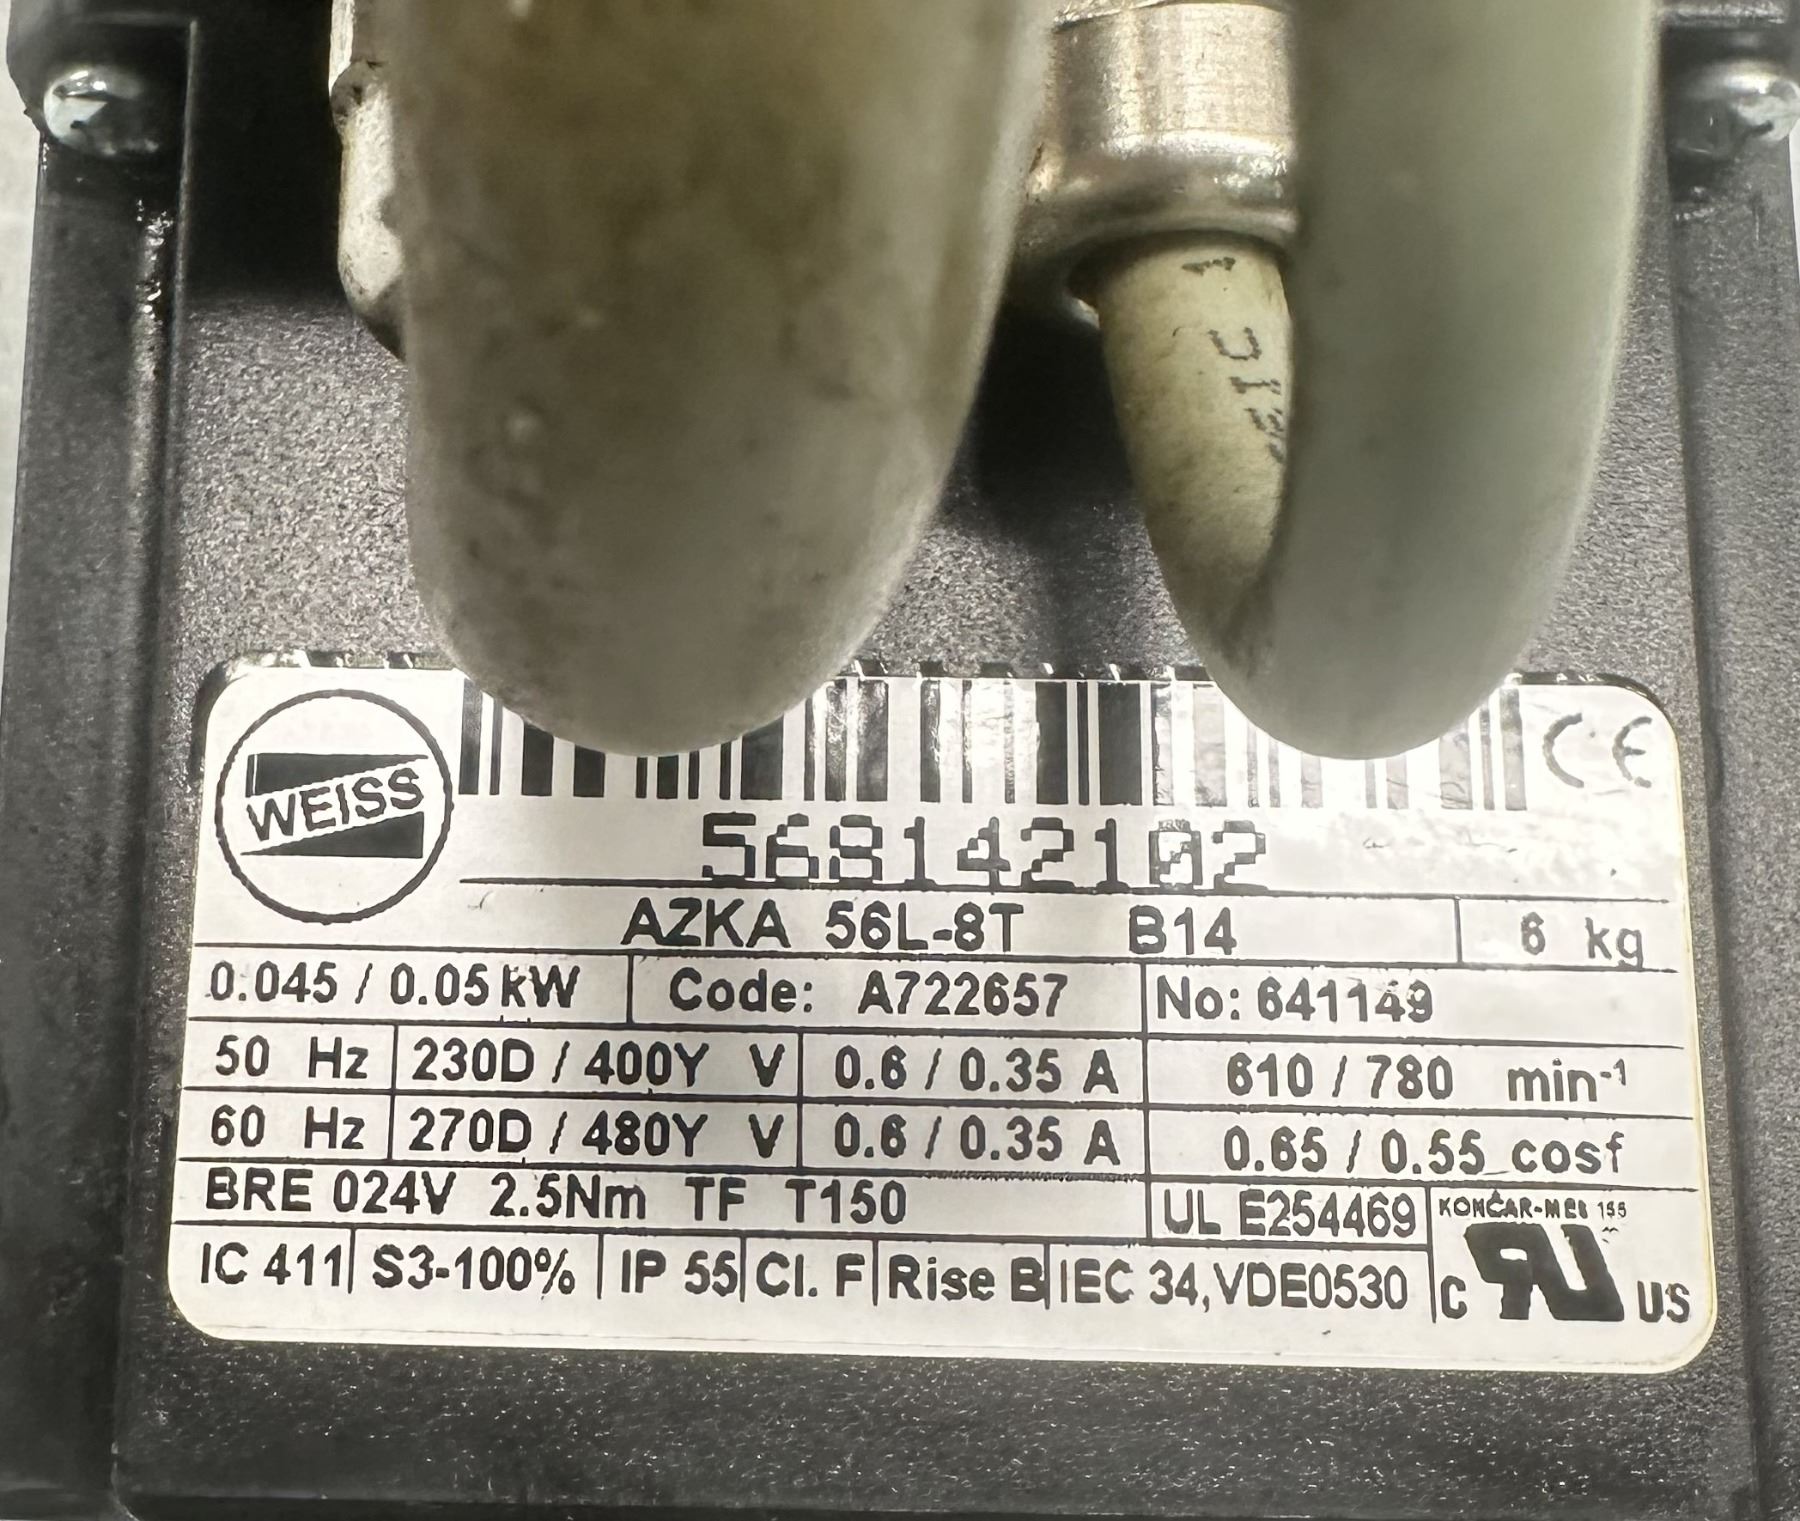 WEISS
CE
568142102
AZKA 56L-8T B14 6 kg
0.045 / 0.05 kW Code: A722657 No: 641149
50 Hz 230D / 400Y V 0.6 / 0.35 A 610 / 780 min-1
60 Hz 270D / 480Y V 0.6 / 0.35 A 0.65 / 0.55 cosf
BRE 024V 2.5Nm TF T150 UL E254469 KONČAR-MES 155
IC 411 S3-100% IP 55 Cl. F Rise B IEC 34,VDE0530 C RU US